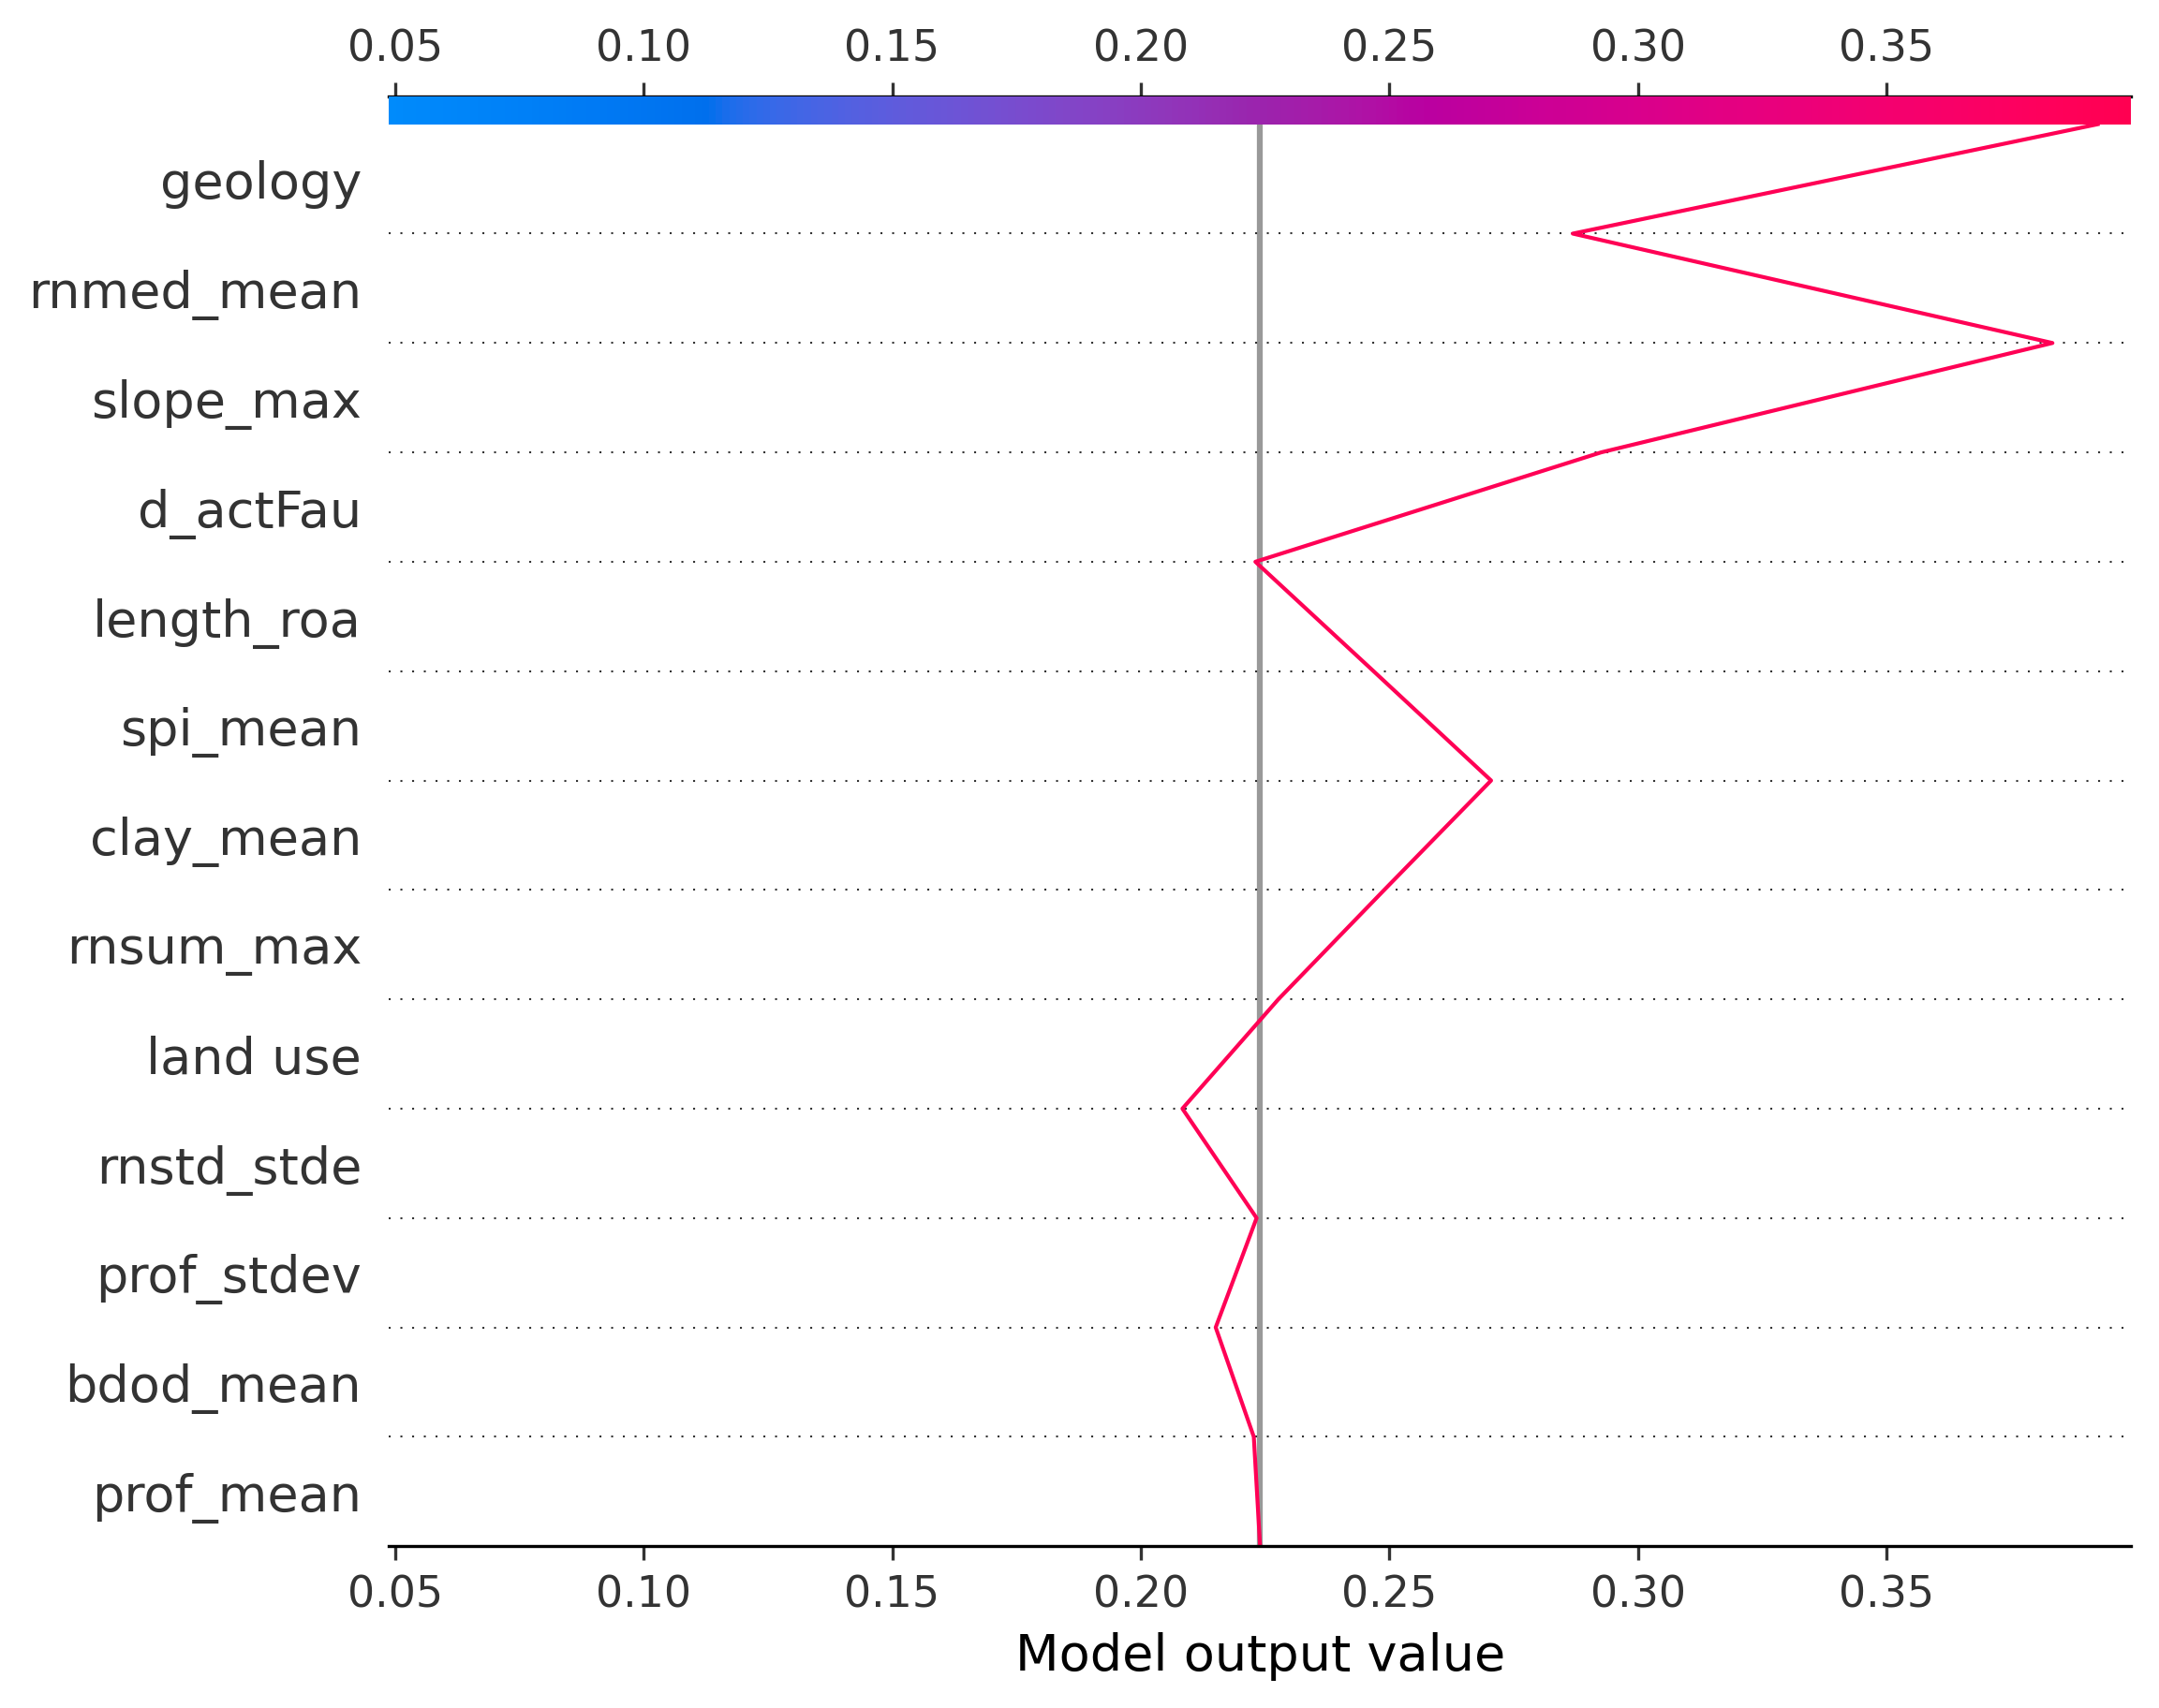 0.05 0.10 0.15 0.20 0.25 0.30 0.35
geology
rnmed_mean
slope_max
d_actFau
length_roa
spi_mean
clay_mean
rnsum_max
land use
rnstd_stde
prof_stdev
bdod_mean
prof_mean
0.05 0.10 0.15 0.20 0.25 0.30 0.35
Model output value